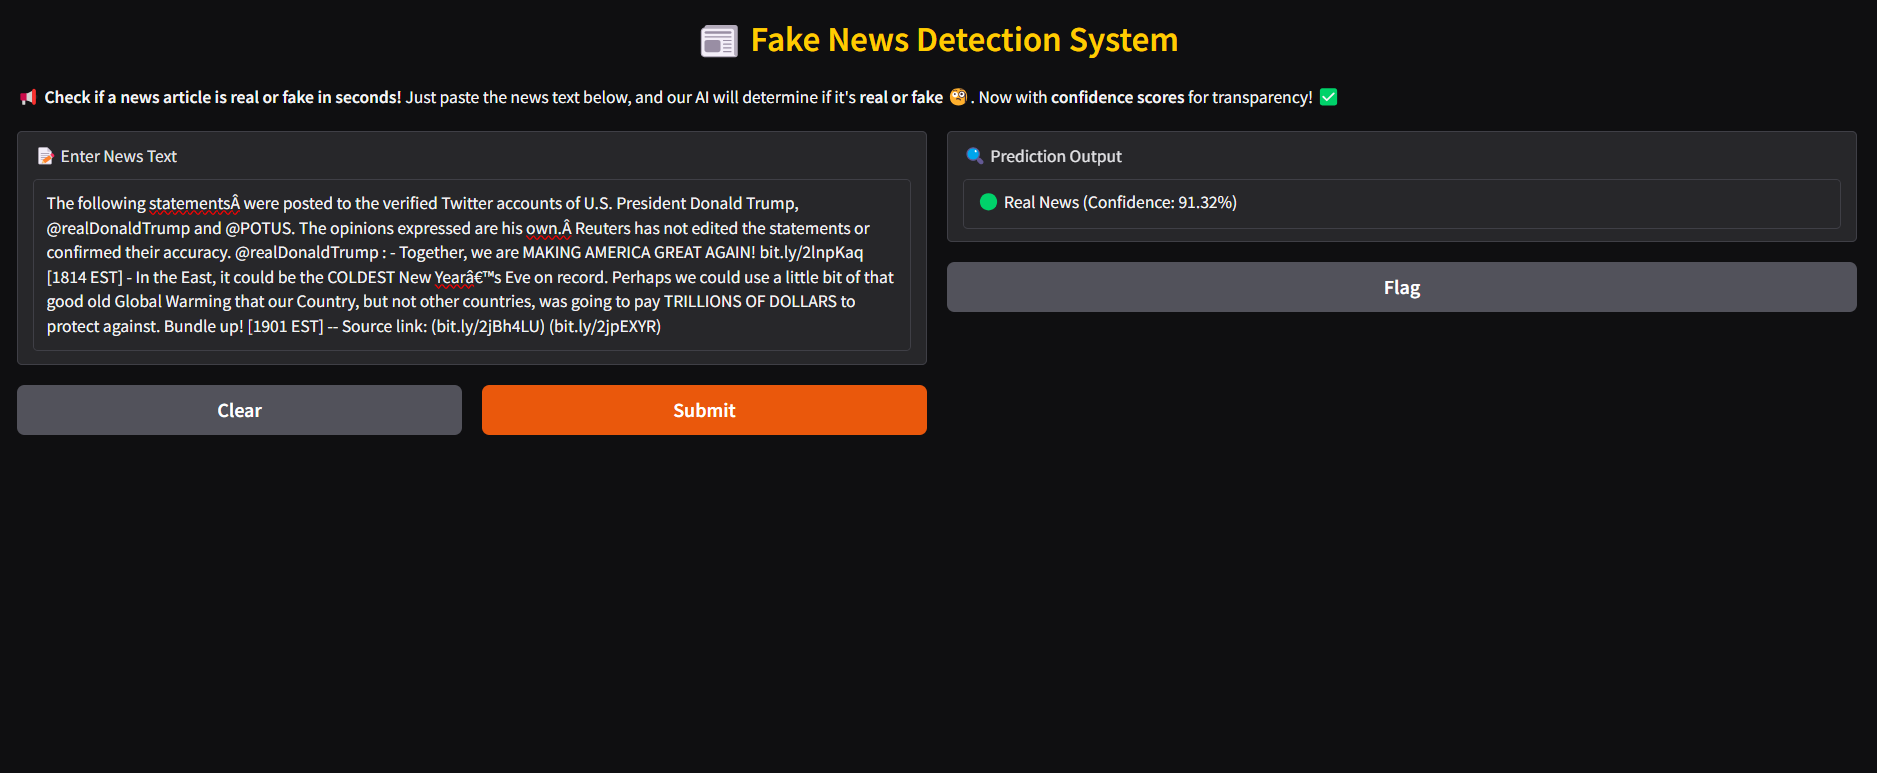 Fake News Detection System
Check if a news article is real or fake in seconds! Just paste the news text below, and our AI will determine if it's real or fake 🧐. Now with confidence scores for transparency! ✅
Enter News Text
The following statementsÂ were posted to the verified Twitter accounts of U.S. President Donald Trump,
@realDonaldTrump and @POTUS. The opinions expressed are his own.Â Reuters has not edited the statements or
confirmed their accuracy. @realDonaldTrump : - Together, we are MAKING AMERICA GREAT AGAIN! bit.ly/2lnpKaq
[1814 EST] - In the East, it could be the COLDEST New Yearâ€™s Eve on record. Perhaps we could use a little bit of that
good old Global Warming that our Country, but not other countries, was going to pay TRILLIONS OF DOLLARS to
protect against. Bundle up! [1901 EST] -- Source link: (bit.ly/2jBh4LU) (bit.ly/2jpEXYR)
Clear
Submit
Prediction Output
Real News (Confidence: 91.32%)
Flag